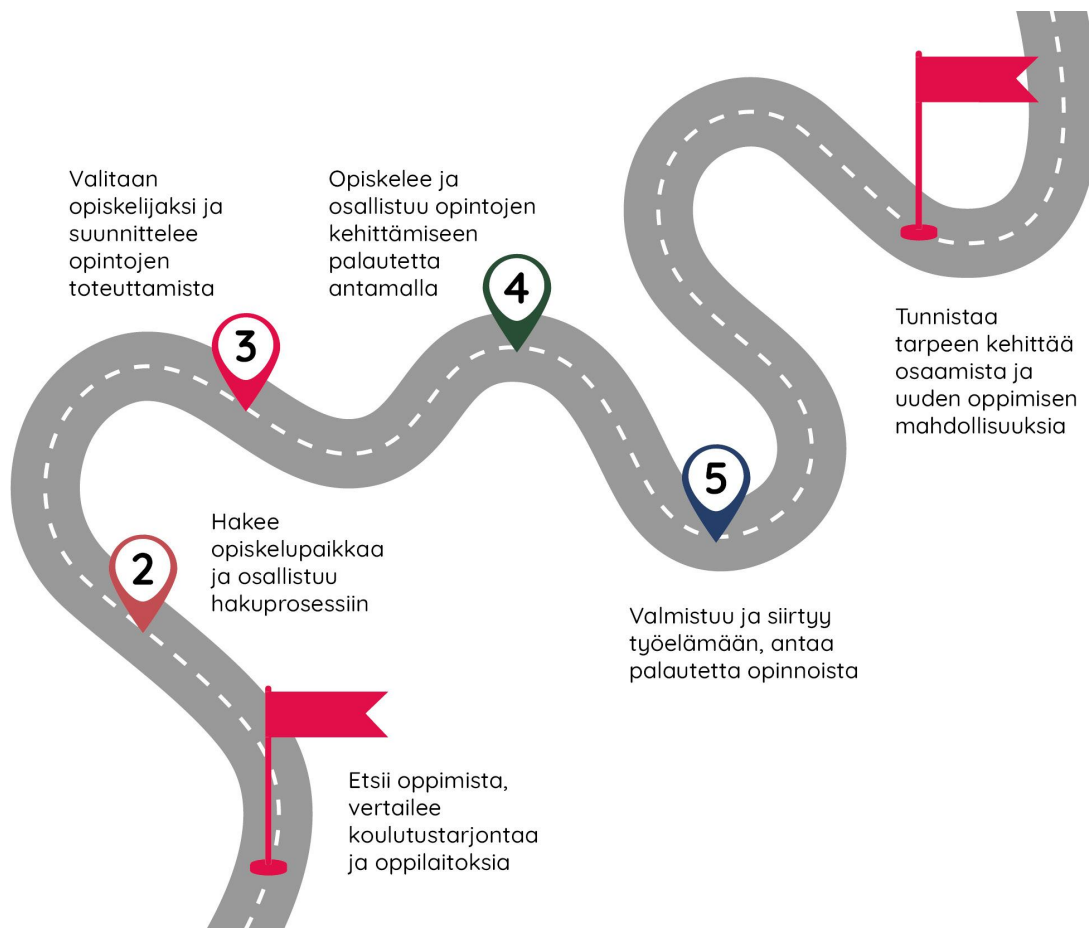 Valitaan
opiskelijaksi ja
suunnittelee
opintojen
toteuttamista
3
Opiskelee ja
osallistuu opintojen
kehittämiseen
palautetta
antamalla
4
Tunnistaa
tarpeen kehittää
osaamista ja
uuden oppimisen
mahdollisuuksia
5
Valmistuu ja siirtyy
työelämään, antaa
palautetta opinnoista
2
Hakee
opiskelupaikkaa
ja osallistuu
hakuprosessiin
Etsii oppimista,
vertailee
koulutustarjontaa
ja oppilaitoksia